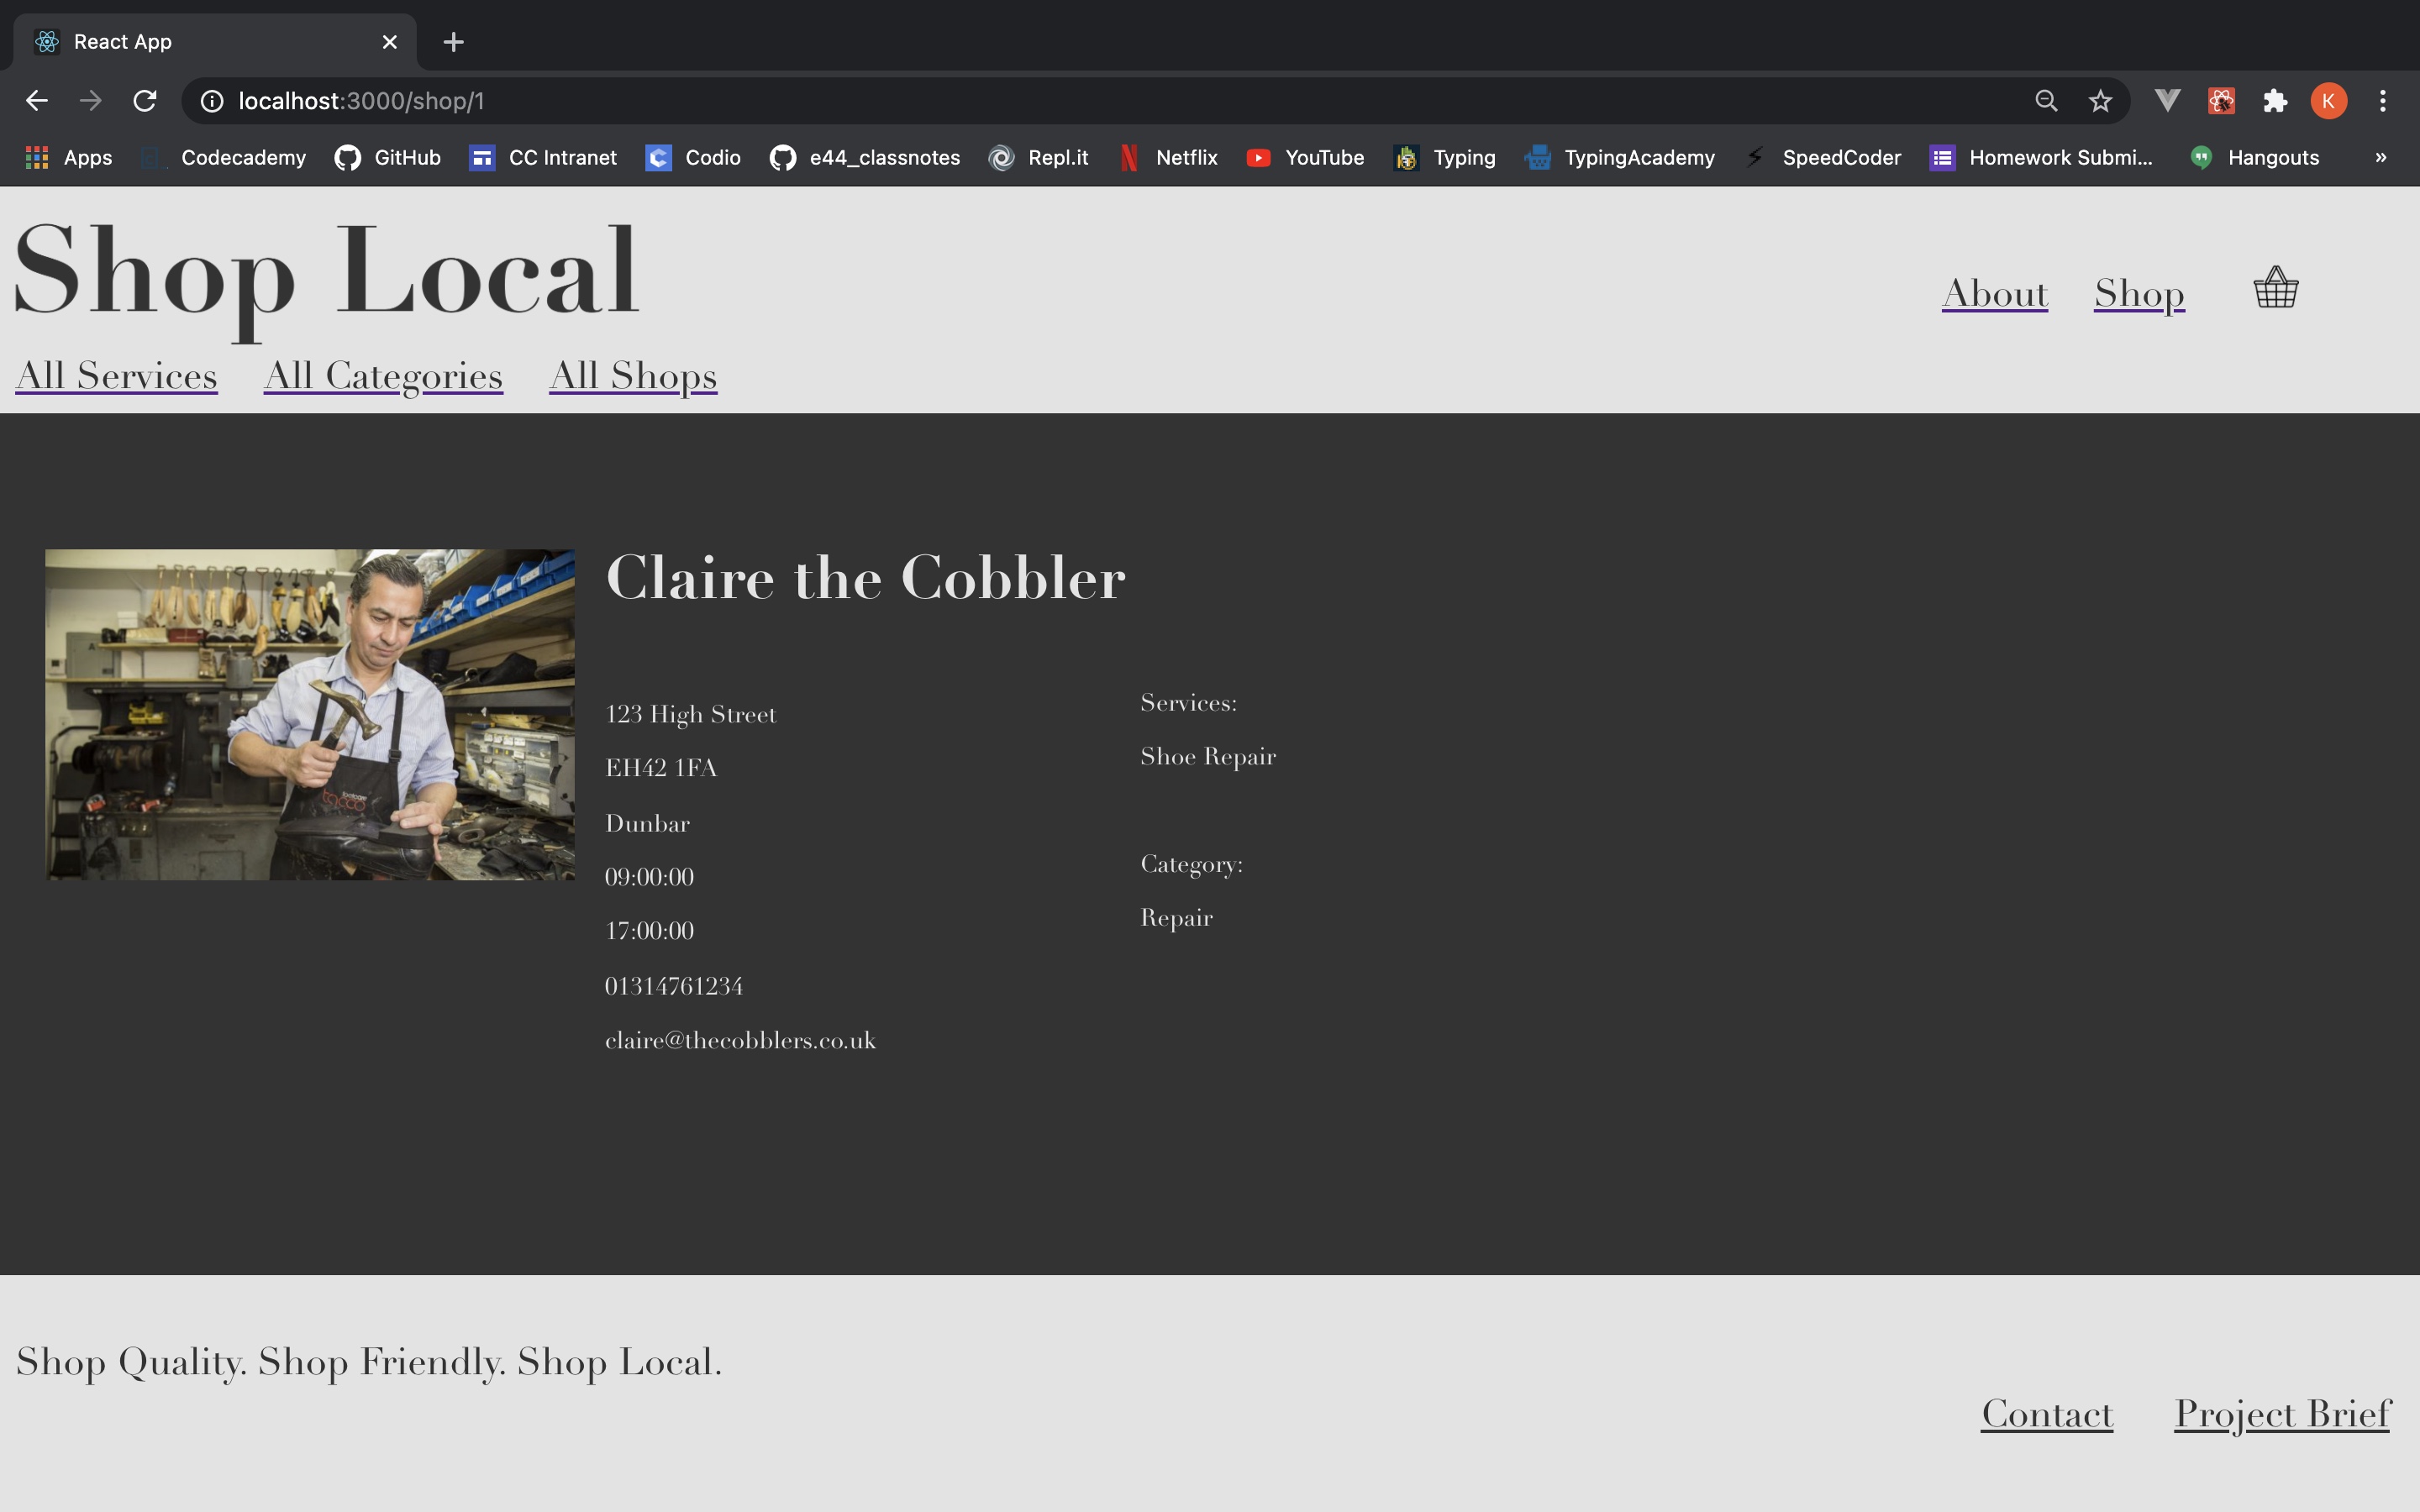 React App
localhost:3000/shop/1
K
Apps Codecademy GitHub CC Intranet Codio e44_classnotes Repl.it Netflix YouTube Typing TypingAcademy SpeedCoder Homework Submi... Hangouts »
Shop Local
About Shop
All Services All Categories All Shops
Claire the Cobbler
123 High Street
EH42 1FA
Dunbar
09:00:00
17:00:00
01314761234
claire@thecobblers.co.uk
Services:
Shoe Repair
Category:
Repair
Shop Quality. Shop Friendly. Shop Local.
Contact Project Brief